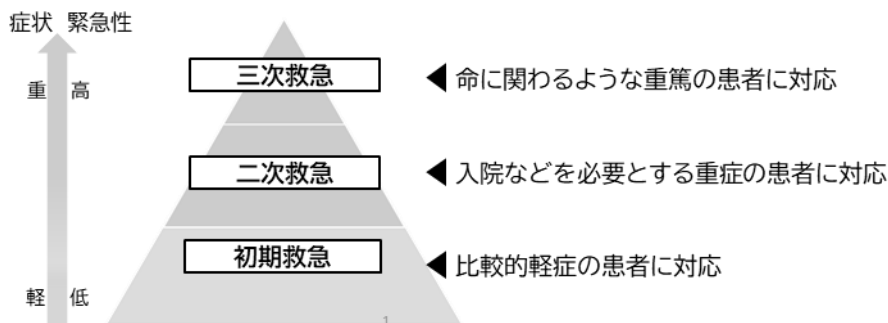 症状 緊急性
重 高
三次救急
命に関わるような重篤の患者に対応
二次救急
入院などを必要とする重症の患者に対応
初期救急
比較的軽症の患者に対応
軽 低
1